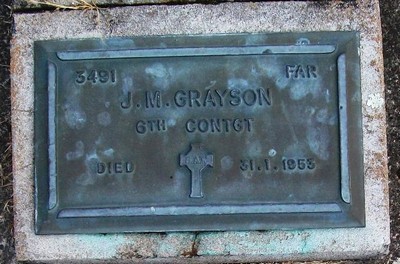 3491 FAR
J. M. GRAYSON
6TH CONTGT
DIED 31.1.1953